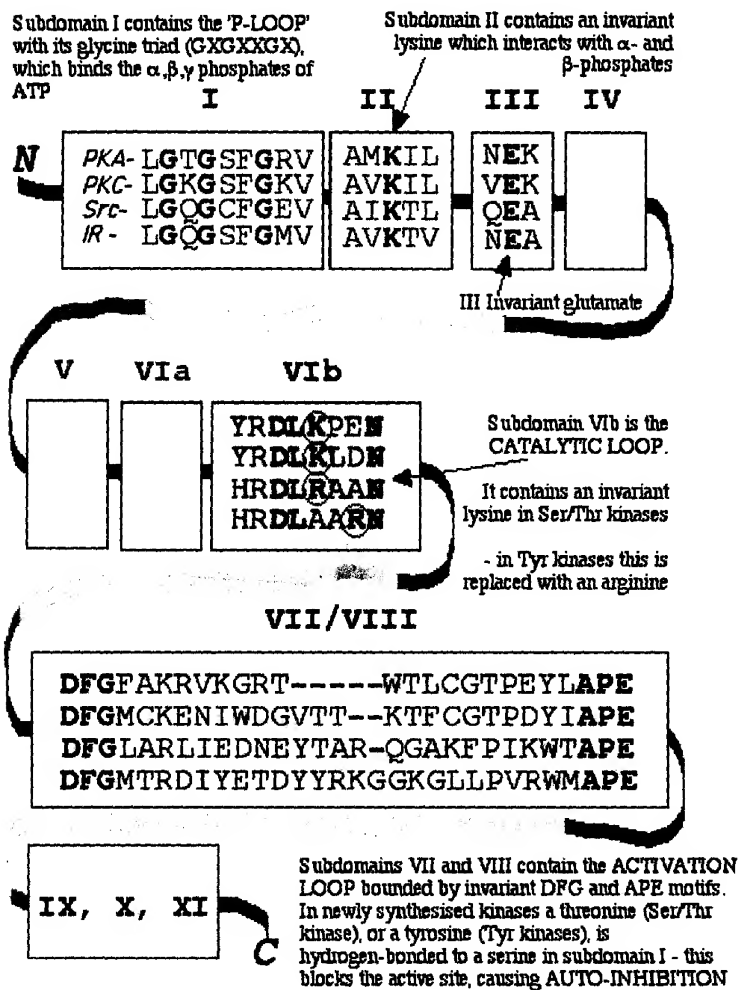 Subdomain I contains the 'P-LOOP'
with its glycine triad (GXGXXGX),
which binds the α,β,γ phosphates of
ATP
Subdomain II contains an invariant
lysine which interacts with α- and
β-phosphates
I II III IV
N
PKA- LGTGSFGRV AMKIL NEK
PKC- LGKGSFGKV AVKIL VEK
Src- LGQGCFGEV AIKTL QEA
IR - LGQGSFGMV AVKTV NEA
III Invariant glutamate
V VIa VIb
YRDLKPEN
YRDLKLDN
HRDLRAAN
HRDLAARN
Subdomain VIb is the
CATALYTIC LOOP.
It contains an invariant
lysine in Ser/Thr kinases
- in Tyr kinases this is
replaced with an arginine
VII/VIII
DFGFAKRVKGRT-----WTLCGTPEYLAPE
DFGMCKENIWDGVTT--KTFCGTPDYIAPE
DFGLARLIEDNEYTAR-QGAKFPIKWTAPE
DFGMTRDIYETDYYRKGGKGLLPVRWMAPE
IX, X, XI
C
Subdomains VII and VIII contain the ACTIVATION
LOOP bounded by invariant DFG and APE motifs.
In newly synthesised kinases a threonine (Ser/Thr
kinase), or a tyrosine (Tyr kinases), is
hydrogen-bonded to a serine in subdomain I - this
blocks the active site, causing AUTO-INHIBITION